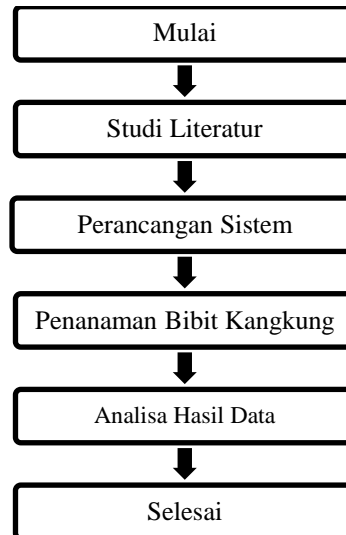 Mulai
Studi Literatur
Perancangan Sistem
Penanaman Bibit Kangkung
Analisa Hasil Data
Selesai